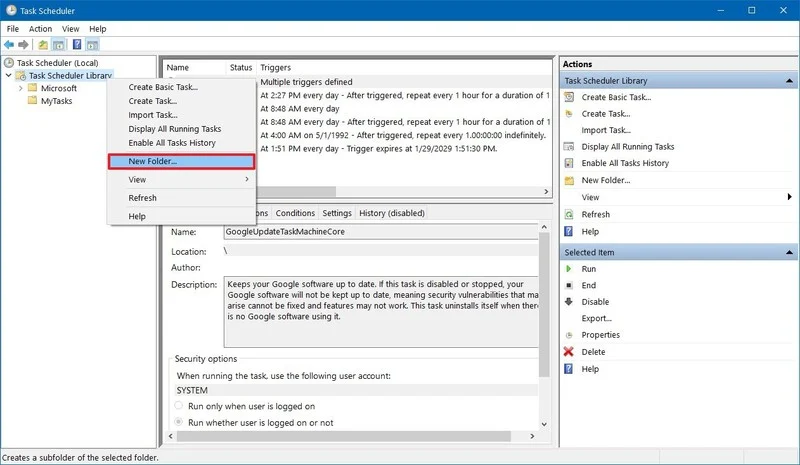 Task Scheduler
File Action View Help
Task Scheduler (Local)
Task Scheduler Library
Microsoft
MyTasks
Create Basic Task...
Create Task...
Import Task...
Display All Running Tasks
Enable All Tasks History
New Folder...
View
Refresh
Help
Name Status Triggers
Multiple triggers defined
At 2:27 PM every day - After triggered, repeat every 1 hour for a duration of 1
At 8:48 AM every day
At 8:48 AM every day - After triggered, repeat every 1 hour for a duration of 1
At 4:00 AM on 5/1/1992 - After triggered, repeat every 1.00000:00 indefinitely.
At 1:51 PM every day - Trigger expires at 1/29/2029 1:51:30 PM.
Conditions Settings History (disabled)
Name: GoogleUpdateTaskMachineCore
Location: \
Author:
Description: Keeps your Google software up to date. If this task is disabled or stopped, your
Google software will not be kept up to date, meaning security vulnerabilities that ma
arise cannot be fixed and features may not work. This task uninstalls itself when ther
is no Google software using it.
Security options
When running the task, use the following user account:
SYSTEM
Run only when user is logged on
Run whether user is logged on or not
Actions
Task Scheduler Library
Create Basic Task...
Create Task...
Import Task...
Display All Running Tasks
Enable All Tasks History
New Folder...
View
Refresh
Help
Selected Item
Run
End
Disable
Export...
Properties
Delete
Help
Creates a subfolder of the selected folder.